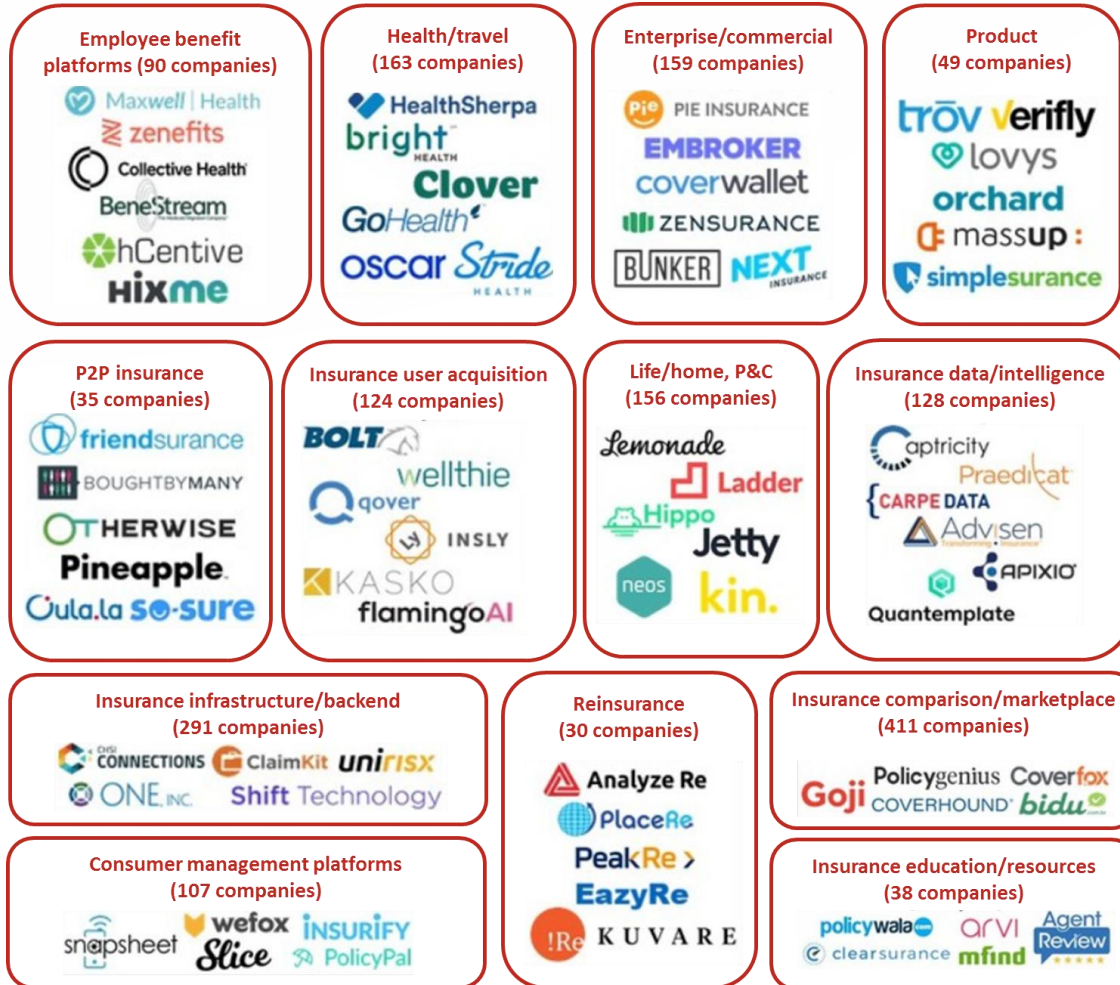 Employee benefit
platforms (90 companies)
Maxwell | Health
zenefits
Collective Health
BeneStream
hCentive
Hixme
Health/travel
(163 companies)
HealthSherpa
bright
HEALTH
Clover
GoHealth
oscar Stride
HEALTH
Enterprise/commercial
(159 companies)
Pie PIE INSURANCE
EMBROKER
coverwallet
ZENSURANCE
BUNKER NEXT
INSURANCE
Product
(49 companies)
trōv Verifly
lovys
orchard
massup:
simplesurance
P2P insurance
(35 companies)
friendsurance
BOUGHTBYMANY
OTHERWISE
Pineapple
Oula.la so-sure
Insurance user acquisition
(124 companies)
BOLT
wellthie
qover
Ly INSLY
KASKO
flamingoAI
Life/home, P&C
(156 companies)
Lemonade
Ladder
Hippo
Jetty
neos kin.
Insurance data/intelligence
(128 companies)
Captricity
Praedicat
{CARPE DATA
Advisen
Transforming Insurance
APIXIO
Quantemplate
Insurance infrastructure/backend
(291 companies)
CHSI
CONNECTIONS ClaimKit unirisx
ONE, INC. Shift Technology
Reinsurance
(30 companies)
Analyze Re
PlaceRe
PeakRe
EazyRe
!Re KUVARE
Insurance comparison/marketplace
(411 companies)
Goji Policygenius Coverfox
COVERHOUND bidu
Consumer management platforms
(107 companies)
snapsheet wefox INSURIFY
Slice PolicyPal
Insurance education/resources
(38 companies)
policywala.com arvi Agent
Review
clearsurance mfind